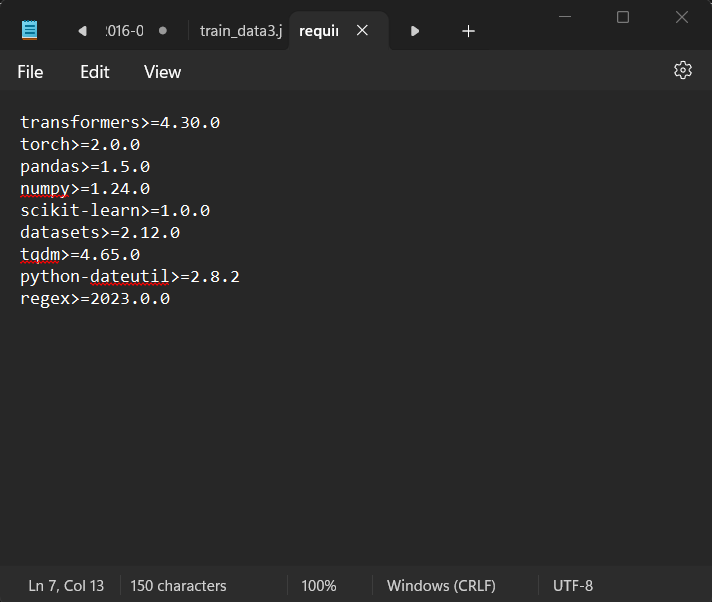 2016-0
train_data3.j
requir
File Edit View
transformers>=4.30.0
torch>=2.0.0
pandas>=1.5.0
numpy>=1.24.0
scikit-learn>=1.0.0
datasets>=2.12.0
tqdm>=4.65.0
python-dateutil>=2.8.2
regex>=2023.0.0
Ln 7, Col 13 150 characters 100% Windows (CRLF) UTF-8